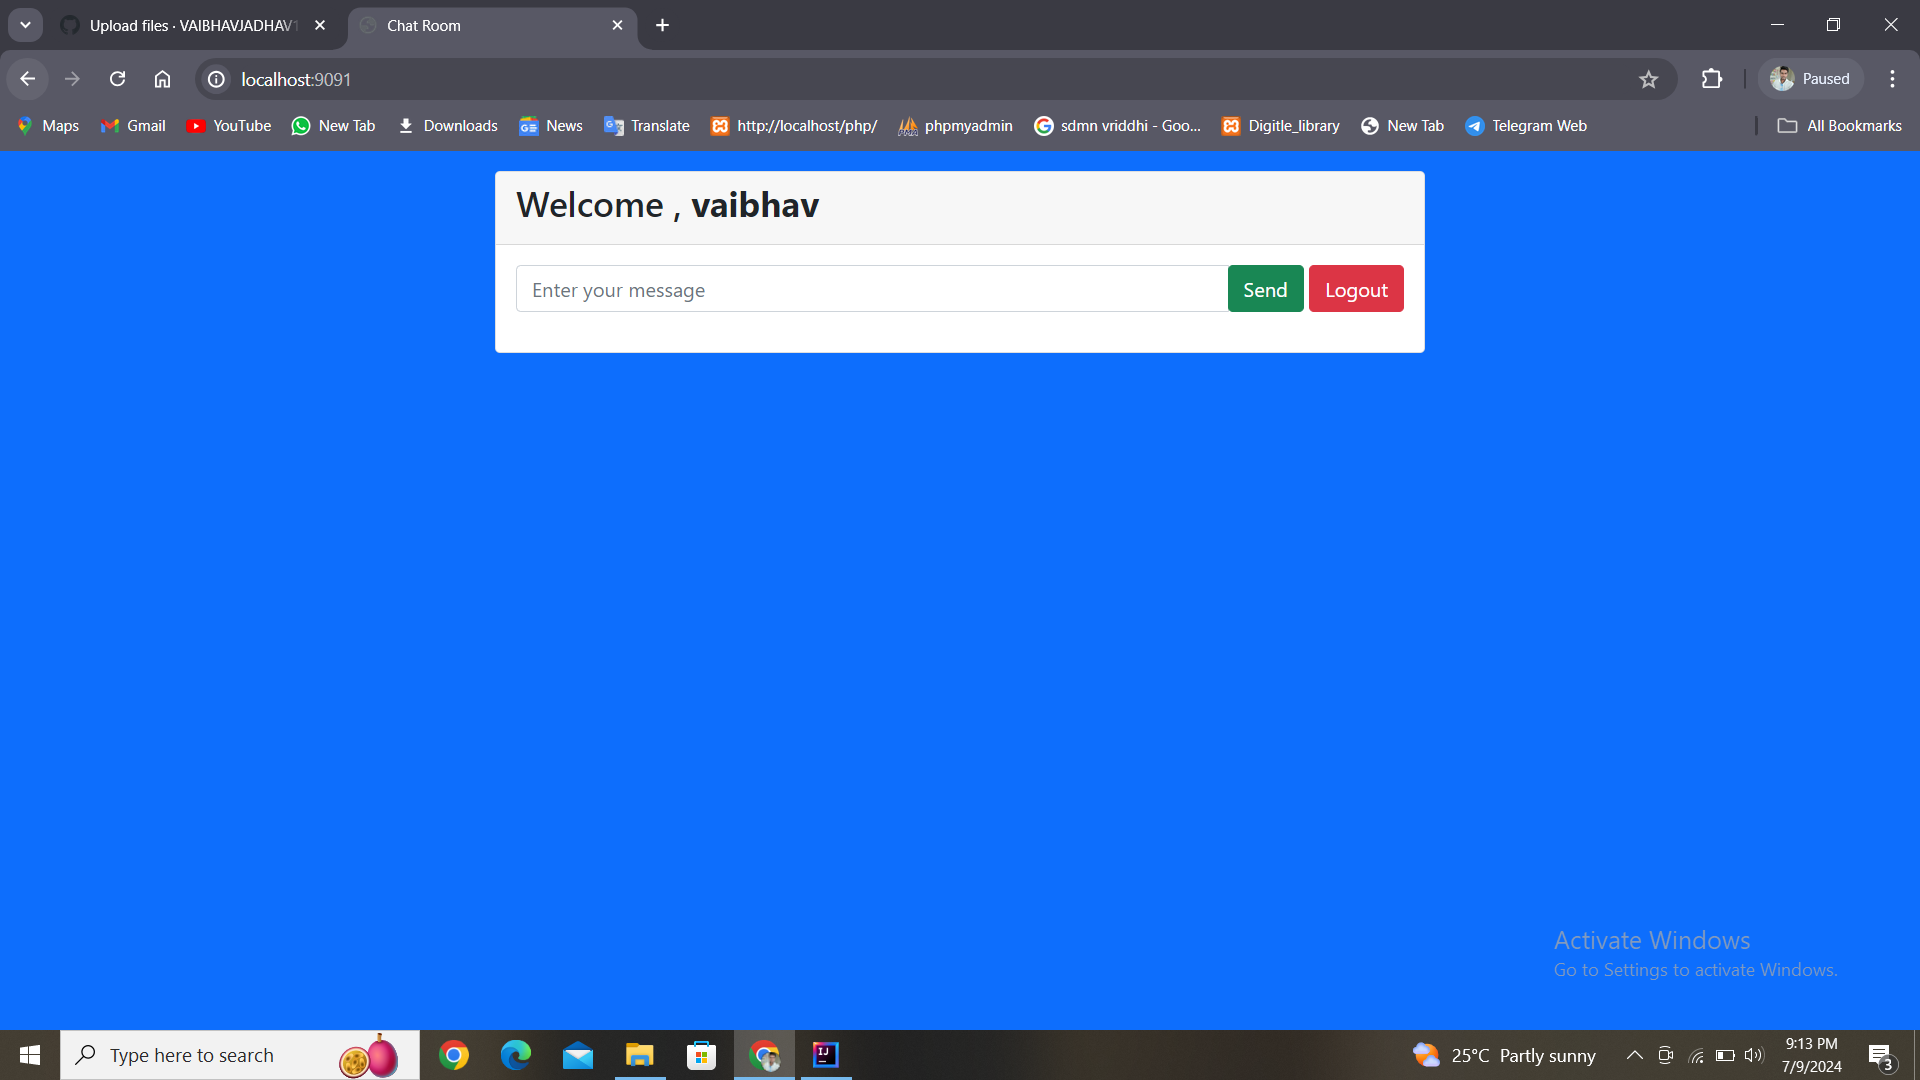 Upload files · VAIBHAVJADHAV1
Chat Room
localhost:9091
Paused
Maps
Gmail
YouTube
New Tab
Downloads
News
Translate
http://localhost/php/
phpmyadmin
sdmn vriddhi - Goo...
Digitle_library
New Tab
Telegram Web
All Bookmarks
Welcome , vaibhav
Enter your message
Send
Logout
Activate Windows
Go to Settings to activate Windows.
Type here to search
25°C Partly sunny
9:13 PM
7/9/2024
3